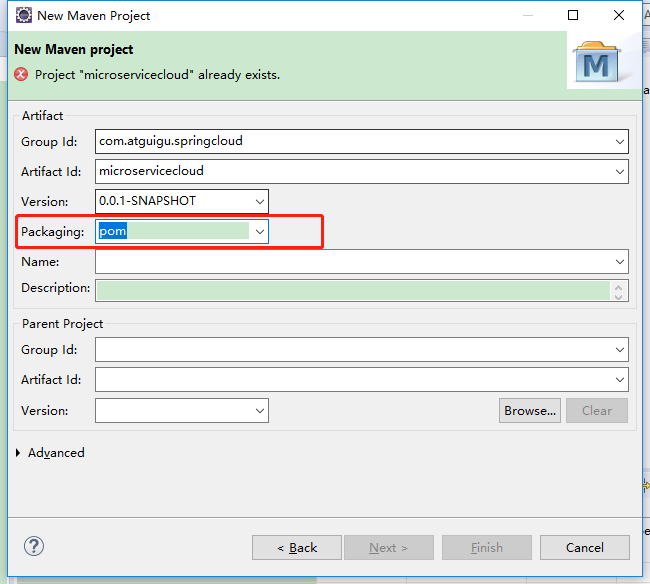 New Maven Project
New Maven project
Project "microservicecloud" already exists.
M
Artifact
Group Id: com.atguigu.springcloud
Artifact Id: microservicecloud
Version: 0.0.1-SNAPSHOT
Packaging: pom
Name:
Description:
Parent Project
Group Id:
Artifact Id:
Version: Browse... Clear
Advanced
? < Back Next > Finish Cancel